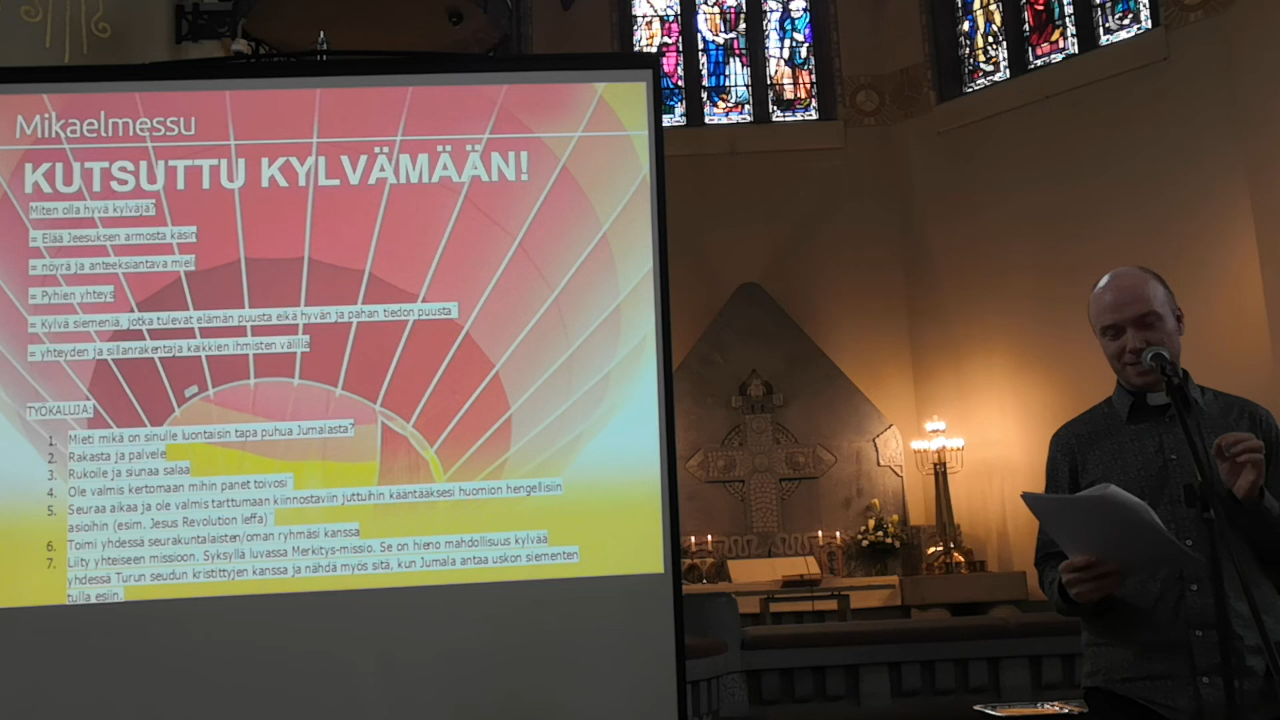 Mikaelmessu
KUTSUTTU KYLVÄMÄÄN!
Miten olla hyvä kylväjä?
= Elää Jeesuksen armosta käsin
= nöyrä ja anteeksiantava mieli
= Pyhien yhteys
= Kylvä siemeniä, jotka tulevat elämän puusta eikä hyvän ja pahan tiedon puusta
= yhteyden ja sillanrakentaja kaikkien ihmisten välillä
TYÖKALUJA:
1. Mieti mikä on sinulle luontaisin tapa puhua Jumalasta?
2. Rakasta ja palvele
3. Rukoile ja siunaa salaa
4. Ole valmis kertomaan mihin panet toivosi
5. Seuraa aikaa ja ole valmis tarttumaan kiinnostaviin juttuihin kääntääksesi huomion hengellisiin
asioihin (esim. Jesus Revolution leffa)
6. Toimi yhdessä seurakuntalaisten/oman ryhmäsi kanssa
7. Liity yhteiseen missioon. Syksyllä luvassa Merkitys-missio. Se on hieno mahdollisuus kylvää
yhdessä Turun seudun kristittyjen kanssa ja nähdä myös sitä, kun Jumala antaa uskon siementen
tulla esiin.